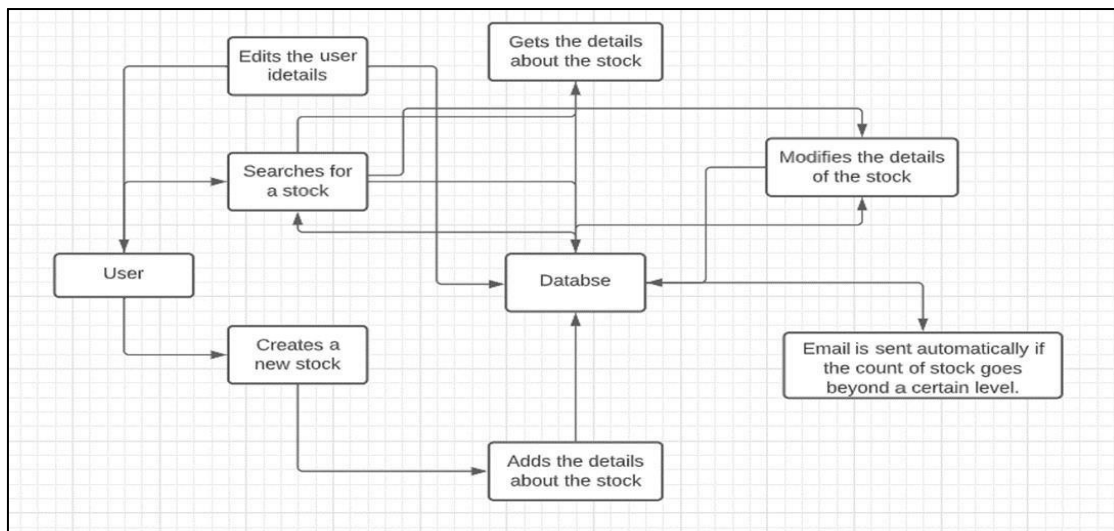 Edits the user
idetails
Gets the details
about the stock
Searches for
a stock
Modifies the details
of the stock
User
Databse
Creates a
new stock
Email is sent automatically if
the count of stock goes
beyond a certain level.
Adds the details
about the stock